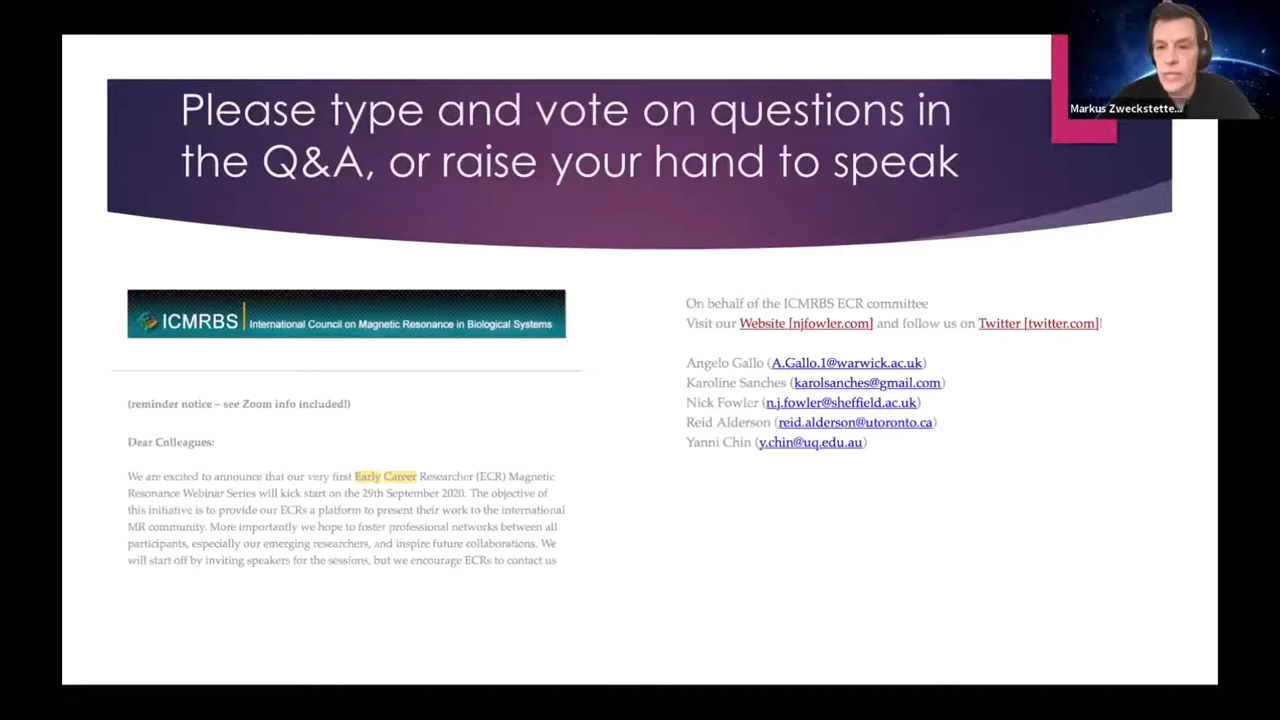 Please type and vote on questions in
the Q&A, or raise your hand to speak
Markus Zweckstette...
ICMRBS International Council on Magnetic Resonance in Biological Systems
(reminder notice – see Zoom info included!)
Dear Colleagues:
We are excited to announce that our very first Early Career Researcher (ECR) Magnetic
Resonance Webinar Series will kick start on the 29th September 2020. The objective of
this initiative is to provide our ECRs a platform to present their work to the international
MR community. More importantly we hope to foster professional networks between all
participants, especially our emerging researchers, and inspire future collaborations. We
will start off by inviting speakers for the sessions, but we encourage ECRs to contact us
On behalf of the ICMRBS ECR committee
Visit our Website [njfowler.com] and follow us on Twitter [twitter.com]!
Angelo Gallo (A.Gallo.1@warwick.ac.uk)
Karoline Sanches (karolsanches@gmail.com)
Nick Fowler (n.j.fowler@sheffield.ac.uk)
Reid Alderson (reid.alderson@utoronto.ca)
Yanni Chin (y.chin@uq.edu.au)